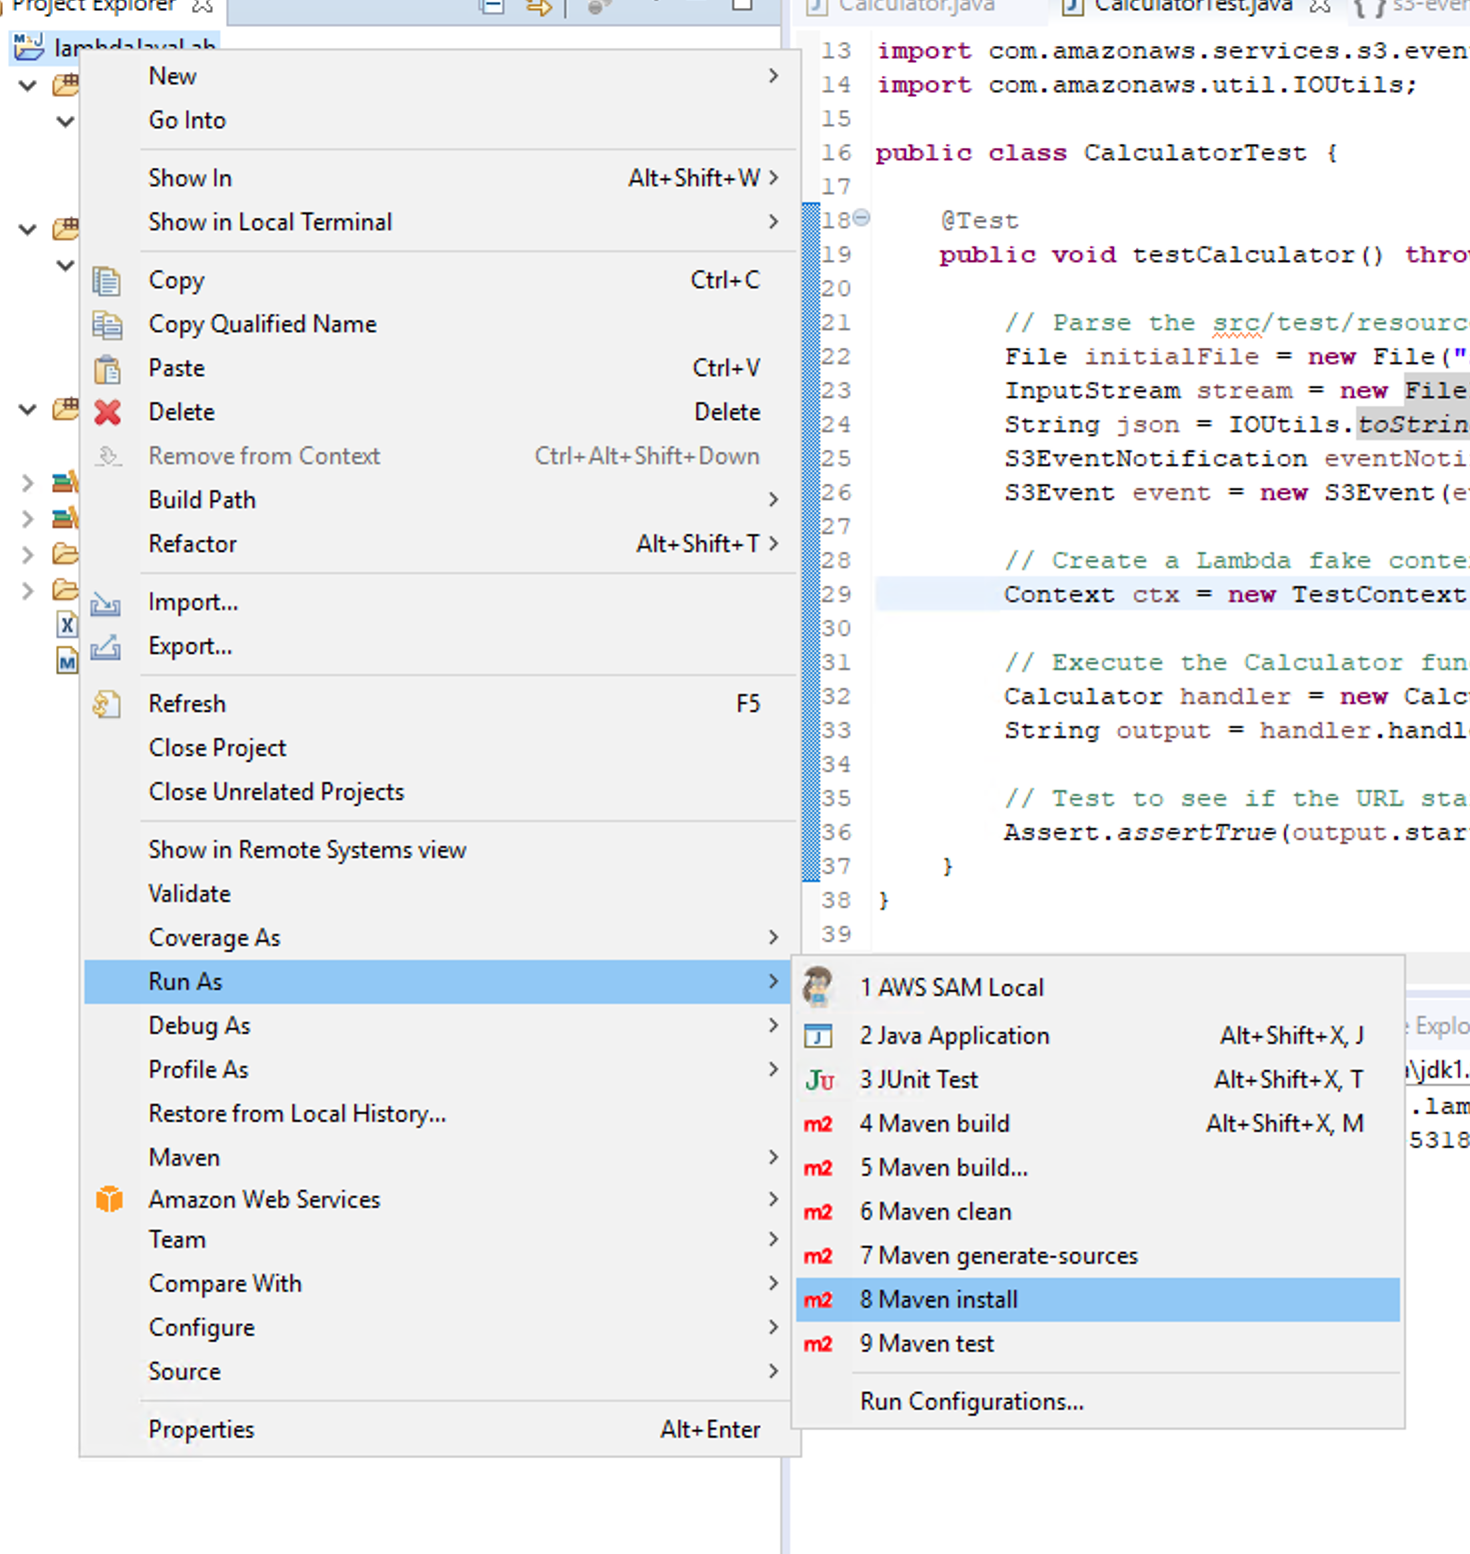 Project Explorer
lambdaJavaLab
New
Go Into
Show In Alt+Shift+W
Show in Local Terminal
Copy Ctrl+C
Copy Qualified Name
Paste Ctrl+V
Delete Delete
Remove from Context Ctrl+Alt+Shift+Down
Build Path
Refactor Alt+Shift+T
Import...
Export...
Refresh F5
Close Project
Close Unrelated Projects
Show in Remote Systems view
Validate
Coverage As
Run As
Debug As
Profile As
Restore from Local History...
Maven
Amazon Web Services
Team
Compare With
Configure
Source
Properties Alt+Enter
1 AWS SAM Local
2 Java Application Alt+Shift+X, J
3 JUnit Test Alt+Shift+X, T
4 Maven build Alt+Shift+X, M
5 Maven build...
6 Maven clean
7 Maven generate-sources
8 Maven install
9 Maven test
Run Configurations...
Calculator.java CalculatorTest.java s3-even
13 import com.amazonaws.services.s3.even
14 import com.amazonaws.util.IOUtils;
15
16 public class CalculatorTest {
17
18 @Test
19 public void testCalculator() throw
20
21 // Parse the src/test/resourc
22 File initialFile = new File("
23 InputStream stream = new File
24 String json = IOUtils.toStrin
25 S3EventNotification eventNoti
26 S3Event event = new S3Event(e
27
28 // Create a Lambda fake conte
29 Context ctx = new TestContext
30
31 // Execute the Calculator fun
32 Calculator handler = new Calc
33 String output = handler.handl
34
35 // Test to see if the URL sta
36 Assert.assertTrue(output.star
37 }
38 }
39
e Explo
\jdk1.
.lam
5318